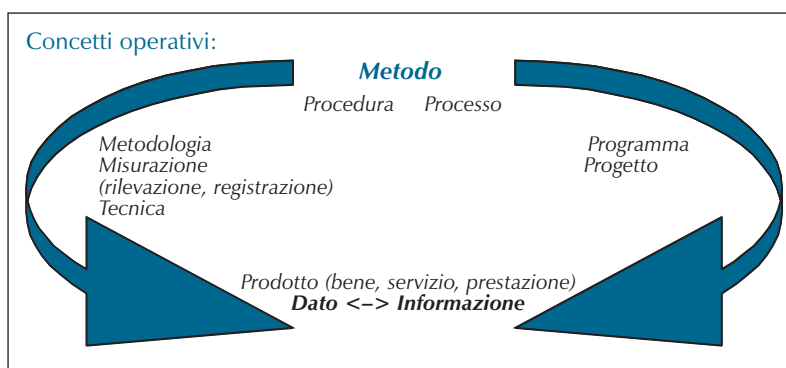 Concetti operativi:
Metodo
Procedura Processo
Metodologia
Misurazione
(rilevazione, registrazione)
Tecnica
Programma
Progetto
Prodotto (bene, servizio, prestazione)
Dato <–> Informazione